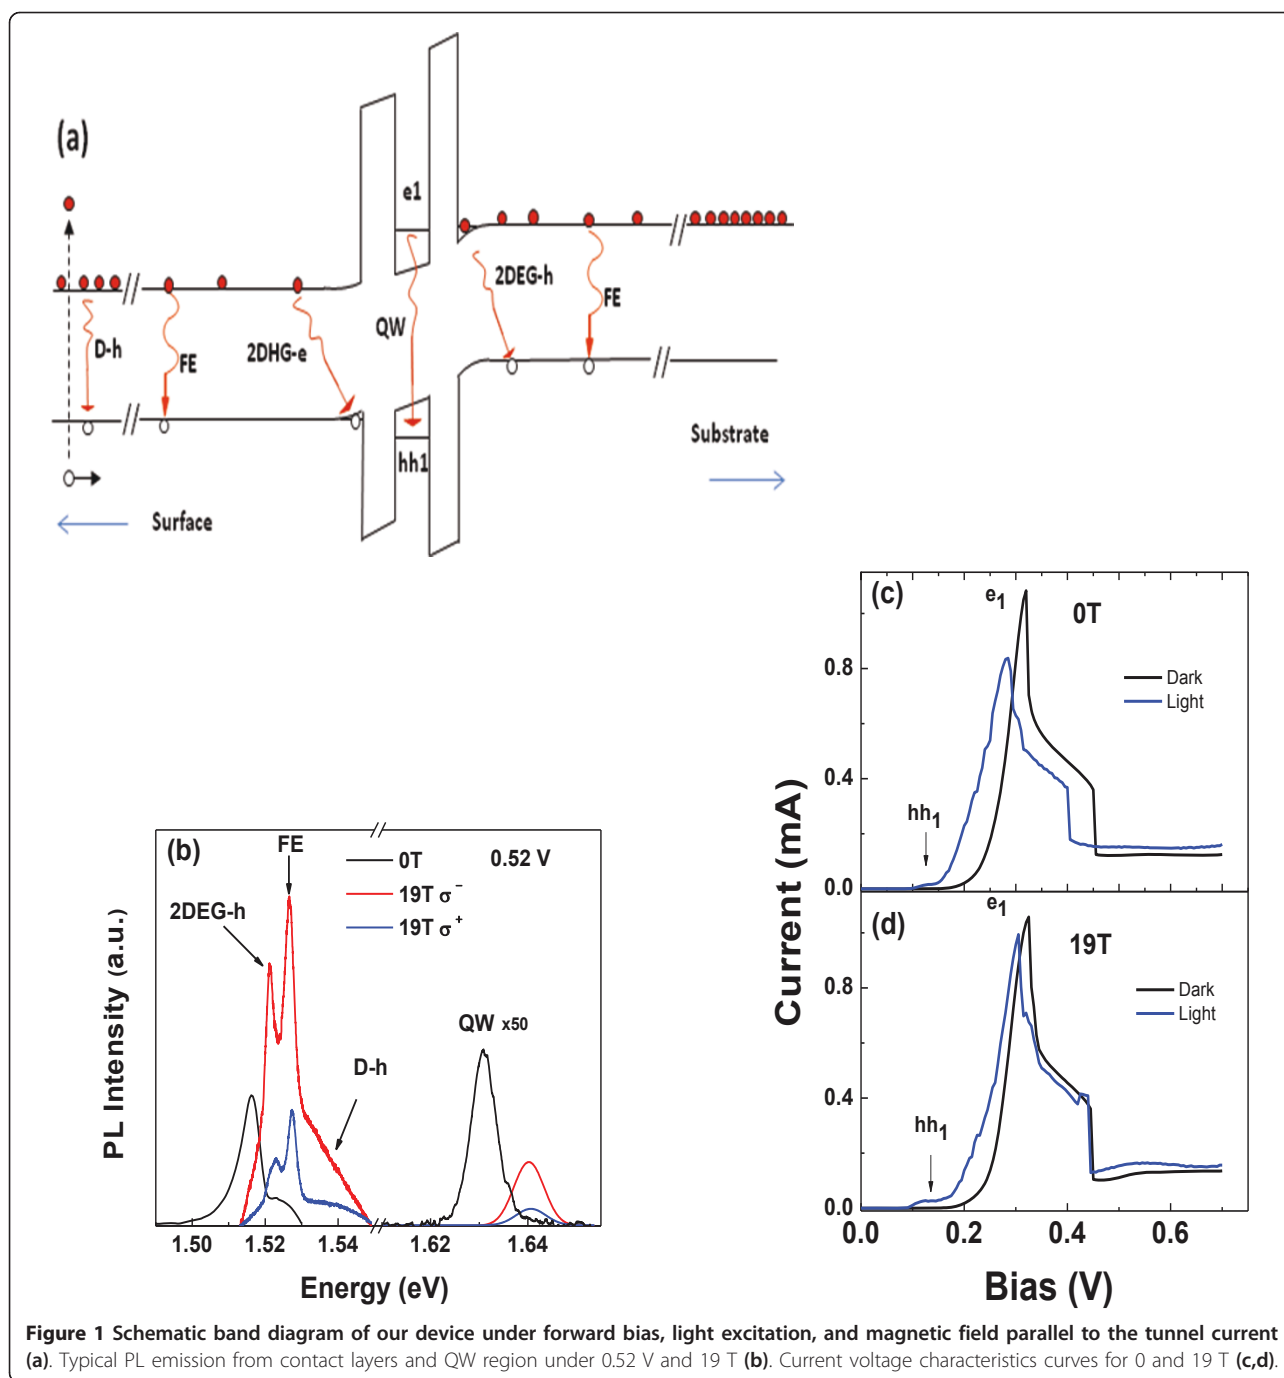 (a)
e1
2DEG-h
FE
QW
D-h
FE
2DHG-e
hh1
Surface
Substrate
(b)
FE
0T
0.52 V
19T σ⁻
19T σ⁺
2DEG-h
QW x50
D-h
PL Intensity (a.u.)
1.50 1.52 1.54 1.62 1.64
Energy (eV)
(c)
e₁
0T
Dark
Light
0.8
0.4
hh₁
0.0
Current (mA)
(d)
e₁
19T
Dark
Light
0.8
0.4
hh₁
0.0
0.0 0.2 0.4 0.6
Bias (V)
Figure 1 Schematic band diagram of our device under forward bias, light excitation, and magnetic field parallel to the tunnel current
(a). Typical PL emission from contact layers and QW region under 0.52 V and 19 T (b). Current voltage characteristics curves for 0 and 19 T (c,d).